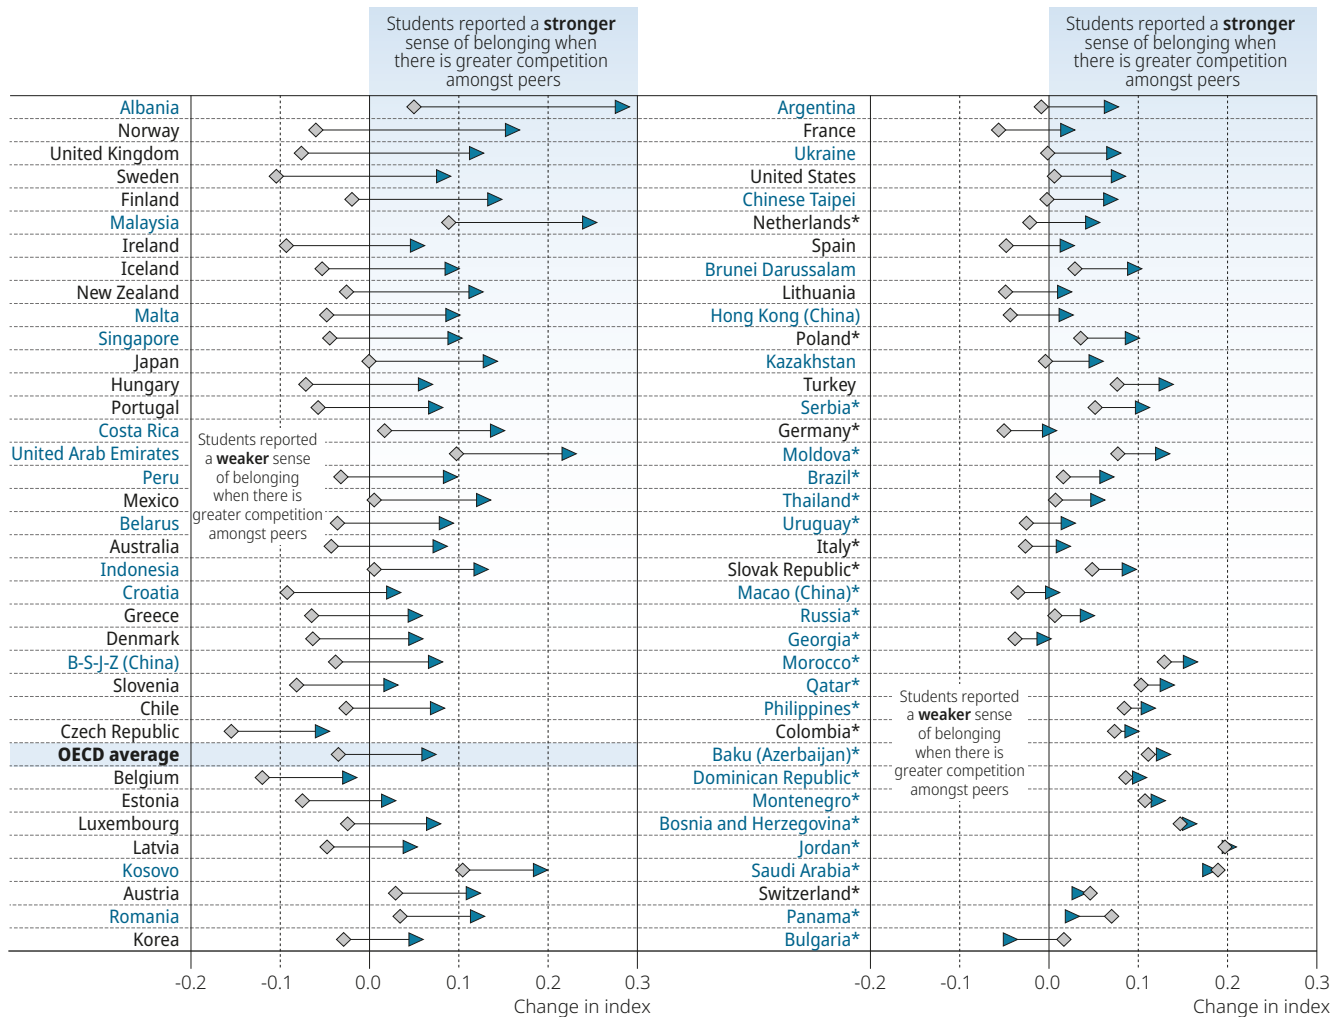 Students reported a stronger
sense of belonging when
there is greater competition
amongst peers
Albania
Norway
United Kingdom
Sweden
Finland
Malaysia
Ireland
Iceland
New Zealand
Malta
Singapore
Japan
Hungary
Portugal
Costa Rica
United Arab Emirates
Peru
Mexico
Belarus
Australia
Indonesia
Croatia
Greece
Denmark
B-S-J-Z (China)
Slovenia
Chile
Czech Republic
OECD average
Belgium
Estonia
Luxembourg
Latvia
Kosovo
Austria
Romania
Korea
Students reported
a weaker sense
of belonging
when there is
greater competition
amongst peers
-0.2 -0.1 0.0 0.1 0.2 0.3
Change in index
Students reported a stronger
sense of belonging when
there is greater competition
amongst peers
Argentina
France
Ukraine
United States
Chinese Taipei
Netherlands*
Spain
Brunei Darussalam
Lithuania
Hong Kong (China)
Poland*
Kazakhstan
Turkey
Serbia*
Germany*
Moldova*
Brazil*
Thailand*
Uruguay*
Italy*
Slovak Republic*
Macao (China)*
Russia*
Georgia*
Morocco*
Qatar*
Philippines*
Colombia*
Baku (Azerbaijan)*
Dominican Republic*
Montenegro*
Bosnia and Herzegovina*
Jordan*
Saudi Arabia*
Switzerland*
Panama*
Bulgaria*
Students reported
a weaker sense
of belonging
when there is
greater competition
amongst peers
-0.2 -0.1 0.0 0.1 0.2 0.3
Change in index